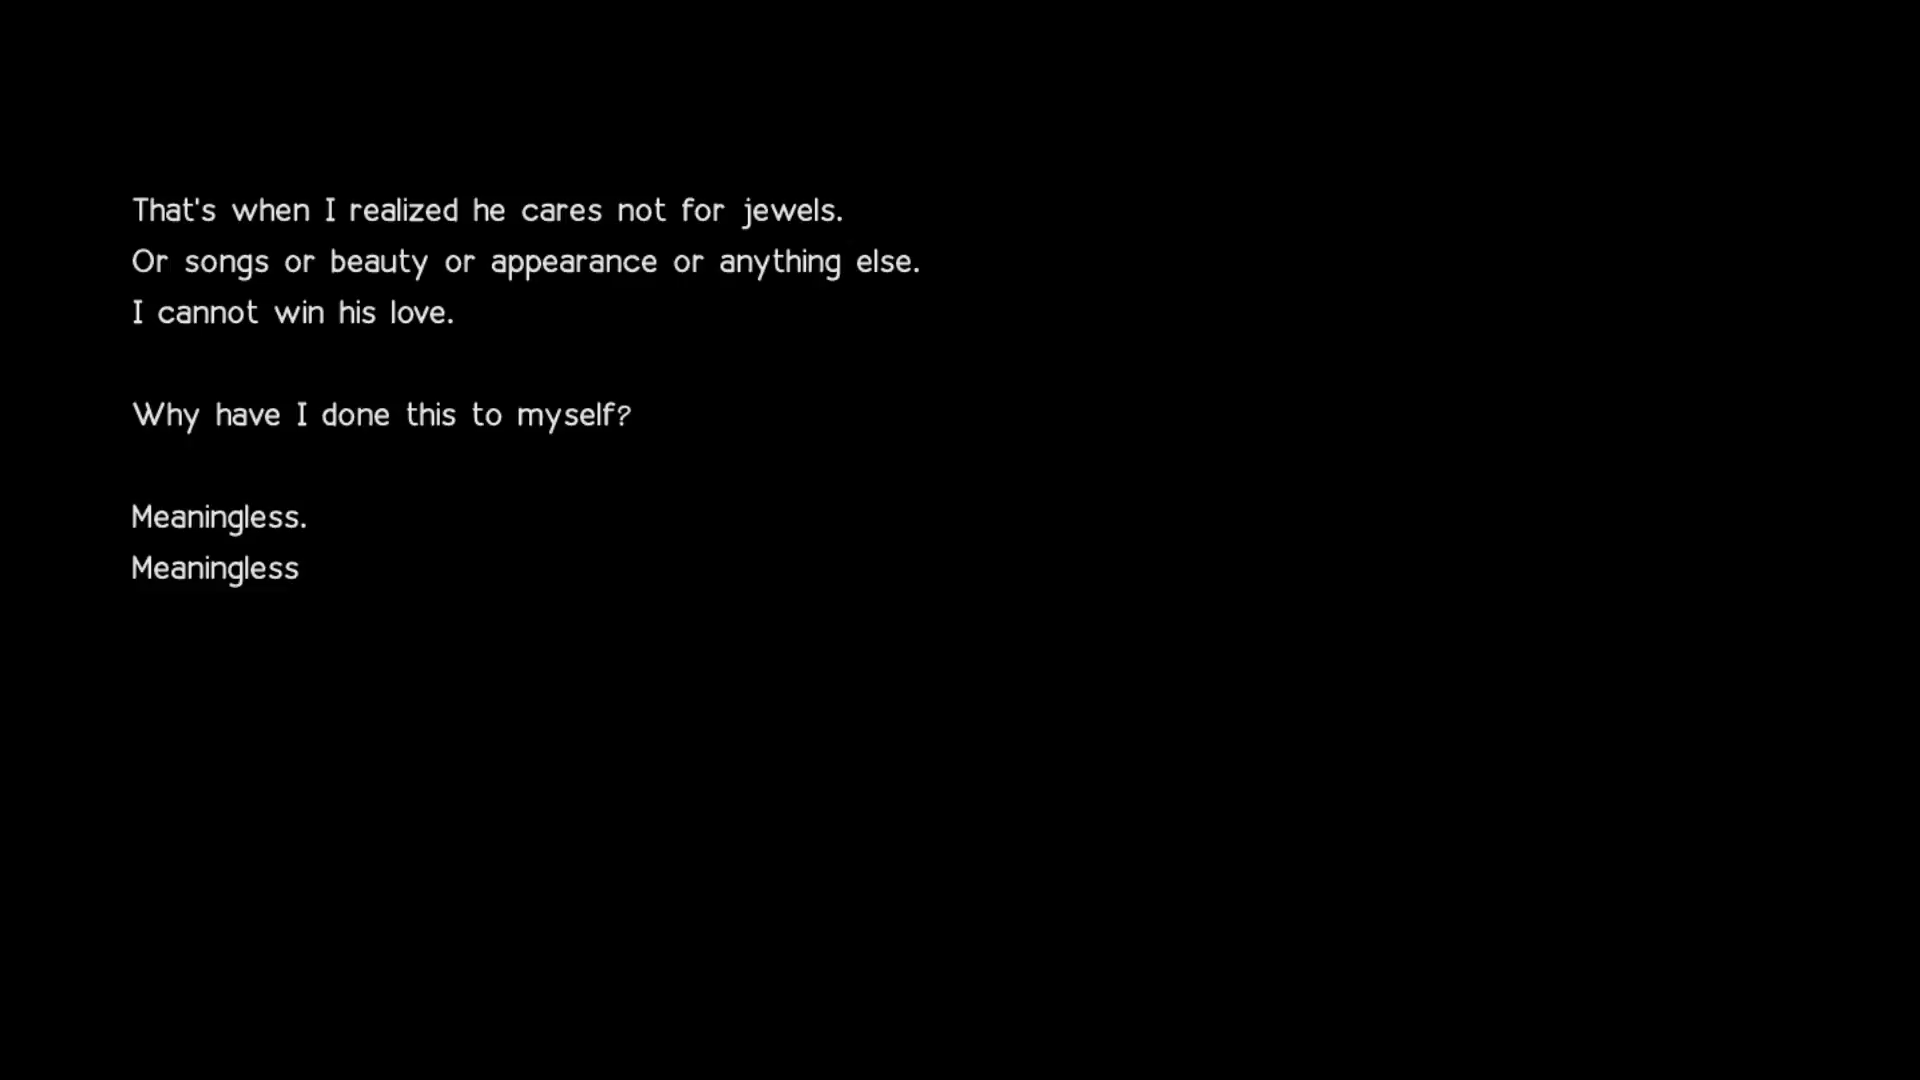 That's when I realized he cares not for jewels.
Or songs or beauty or appearance or anything else.
I cannot win his love.
Why have I done this to myself?
Meaningless.
Meaningless